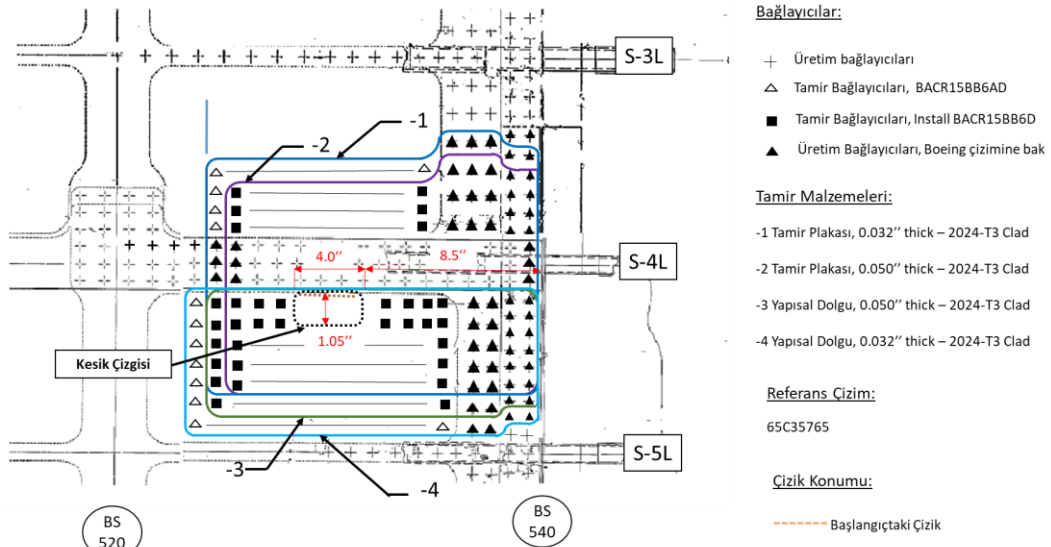 S-3L
-1
-2
4.0’’
8.5’’
S-4L
1.05’’
Kesik Çizgisi
-3
-4
S-5L
BS
520
BS
540
Bağlayıcılar:
Üretim bağlayıcıları
Tamir Bağlayıcıları, BACR15BB6AD
Tamir Bağlayıcıları, Install BACR15BB6D
Üretim Bağlayıcıları, Boeing çizimine bak
Tamir Malzemeleri:
-1 Tamir Plakası, 0.032’’ thick – 2024-T3 Clad
-2 Tamir Plakası, 0.050’’ thick – 2024-T3 Clad
-3 Yapısal Dolgu, 0.050’’ thick – 2024-T3 Clad
-4 Yapısal Dolgu, 0.032’’ thick – 2024-T3 Clad
Referans Çizim:
65C35765
Çizik Konumu:
Başlangıçtaki Çizik